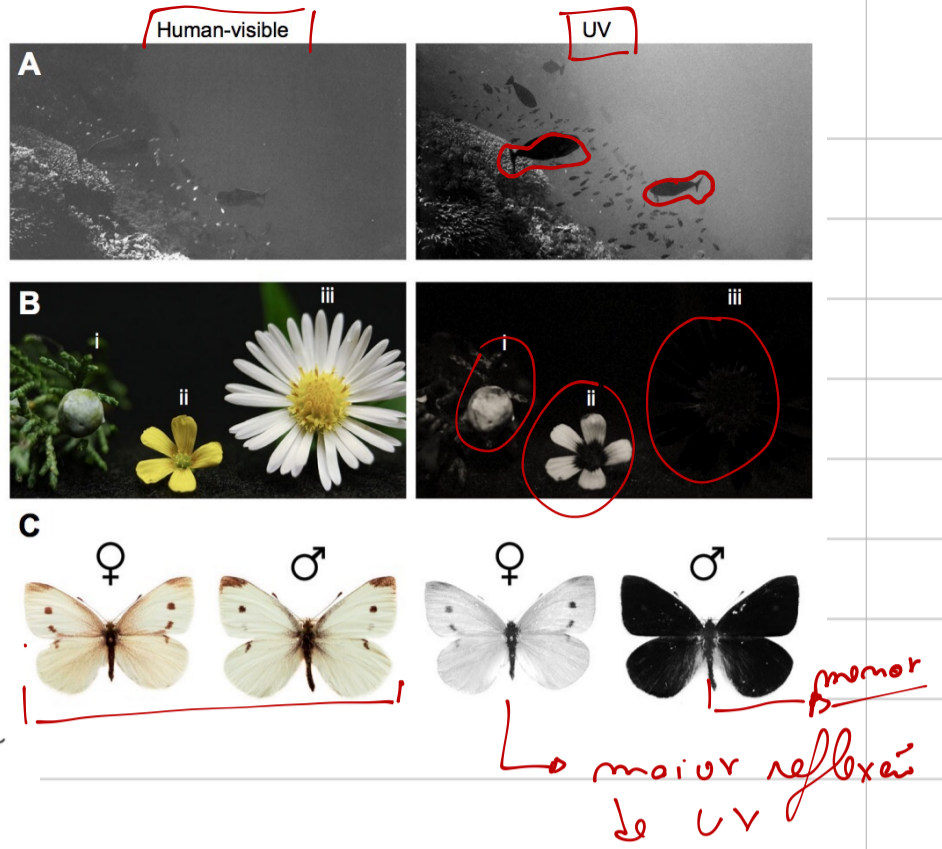 Human-visible
UV
A
B
i
ii
iii
i
ii
iii
C
♀
♂
♀
♂
menor
maior reflexão
de UV